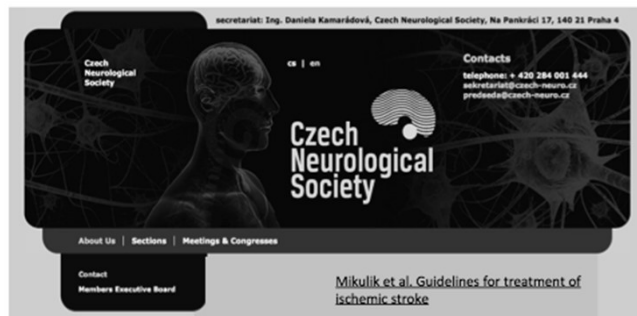 secretariat: Ing. Daniela Kamarádová, Czech Neurological Society, Na Pankráci 17, 140 21 Praha 4
Czech
Neurological
Society
cs | en
Contacts
telephone: + 420 284 001 444
sekretariat@czech-neuro.cz
predseda@czech-neuro.cz
Czech
Neurological
Society
About Us | Sections | Meetings & Congresses
Contact
Members Executive Board
Mikulik et al. Guidelines for treatment of
ischemic stroke